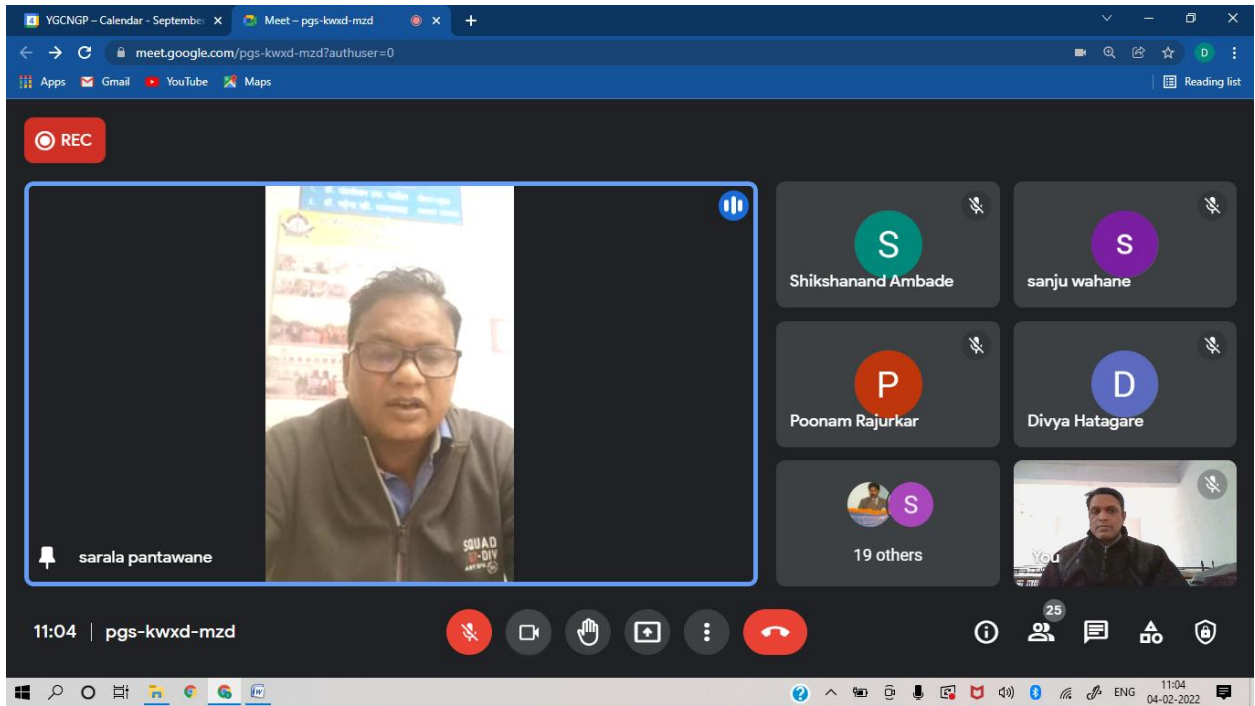 YGCNGP – Calendar - September
Meet – pgs-kwxd-mzd
meet.google.com/pgs-kwxd-mzd?authuser=0
D
Apps Gmail YouTube Maps
Reading list
REC
S
Shikshanand Ambade
s
sanju wahane
P
Poonam Rajurkar
D
Divya Hatagare
S
19 others
You
SQUAD
-DIV
sarala pantawane
11:04 | pgs-kwxd-mzd
25
ENG
11:04
04-02-2022